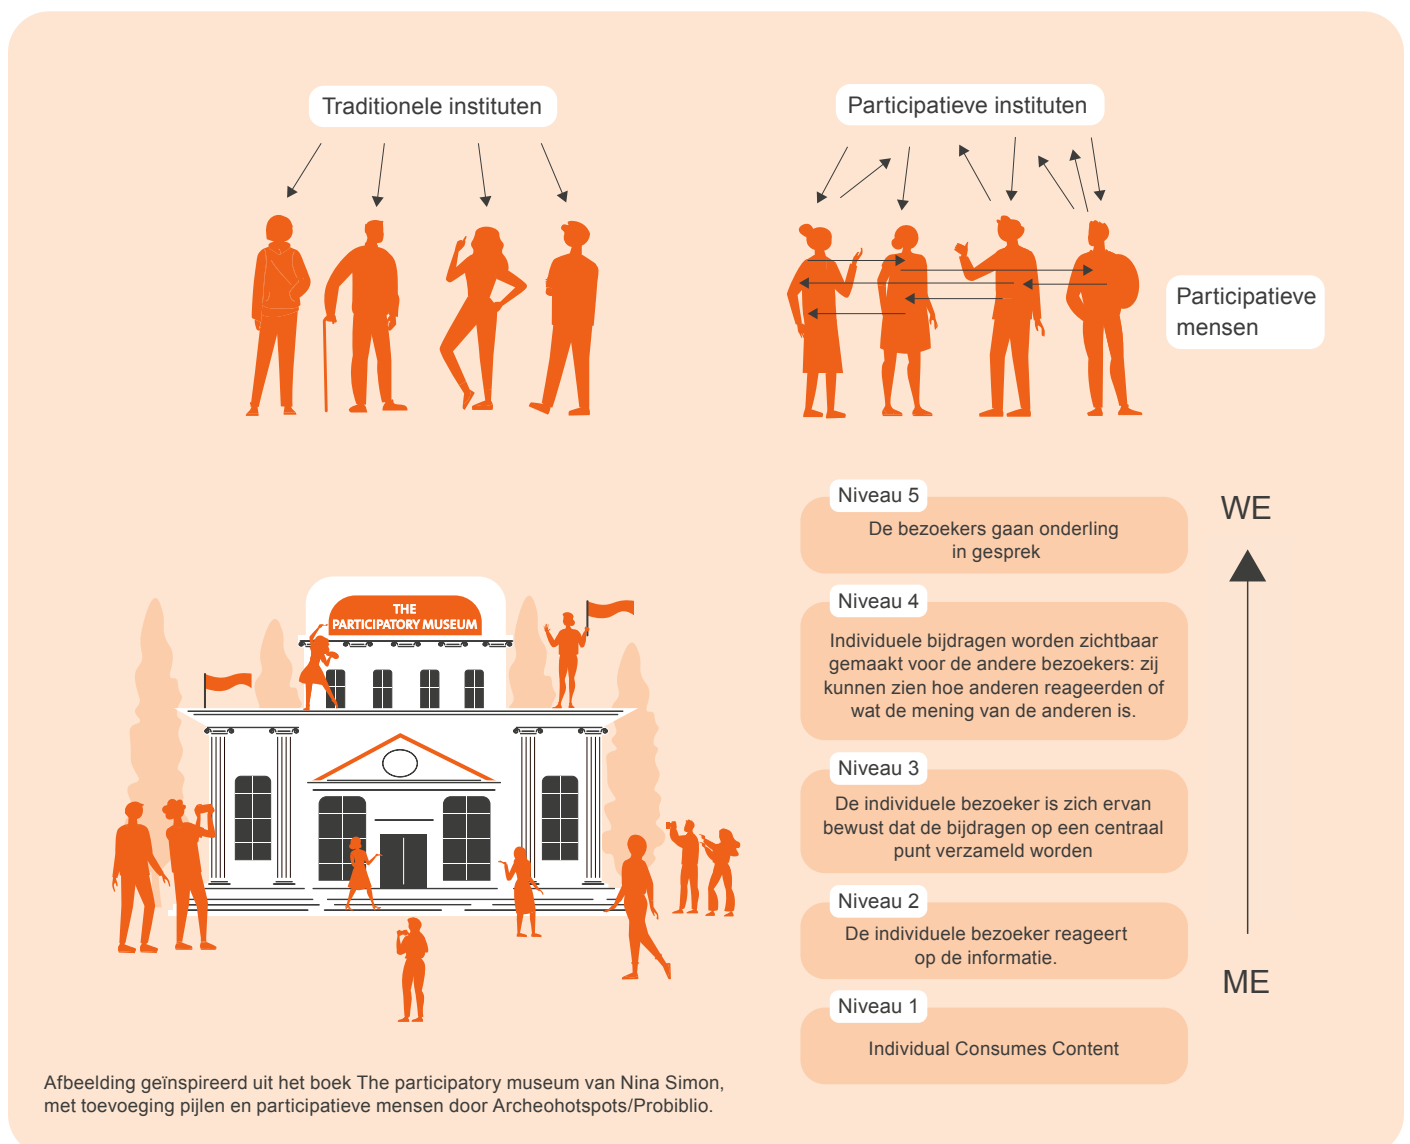 Traditionele instituten
Participatieve instituten
Participatieve
mensen
THE
PARTICIPATORY MUSEUM
Niveau 5
De bezoekers gaan onderling
in gesprek
Niveau 4
Individuele bijdragen worden zichtbaar
gemaakt voor de andere bezoekers: zij
kunnen zien hoe anderen reageerden of
wat de mening van de anderen is.
Niveau 3
De individuele bezoeker is zich ervan
bewust dat de bijdragen op een centraal
punt verzameld worden
Niveau 2
De individuele bezoeker reageert
op de informatie.
Niveau 1
Individual Consumes Content
WE
ME
Afbeelding geïnspireerd uit het boek The participatory museum van Nina Simon,
met toevoeging pijlen en participatieve mensen door Archeohotspots/Probiblio.